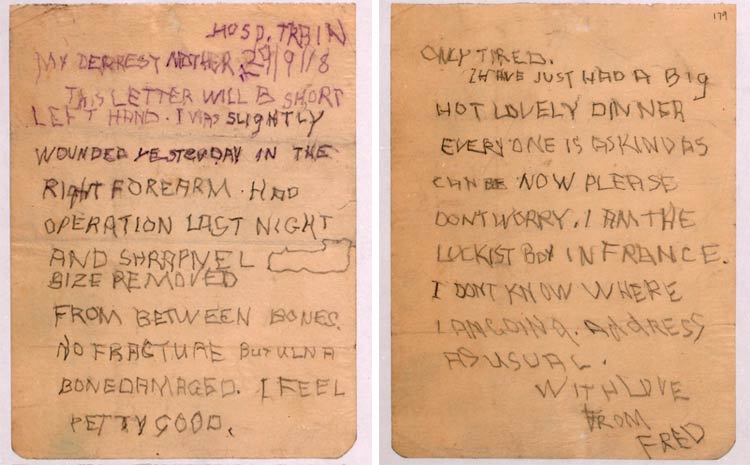 HOSP. TRAIN
MY DERREST MOTHER. 29/9/18
THIS LETTER WILL B SHORT
LEFT HAND. I WAS SLIGHTLY
WOUNDED YESTERDAY IN THE
RIGHT FOREARM. HAD
OPERATION LAST NIGHT
AND SHRAPNEL
SIZE REMOVED
FROM BETWEEN BONES.
NO FRACTURE BUT ULNA
BONE DAMAGED. I FEEL
PETTY GOOD.
179
ONLY TIRED.
I HAVE JUST HAD A BIG
HOT LOVELY DINNER
EVERYONE IS AS KIND AS
CAN BE NOW PLEASE
DONT WORRY. I AM THE
LUCKIST BOY IN FRANCE.
I DONT KNOW WHERE
I AM GOING. ADDRESS
AS USUAL.
WITH LOVE
FROM
FRED